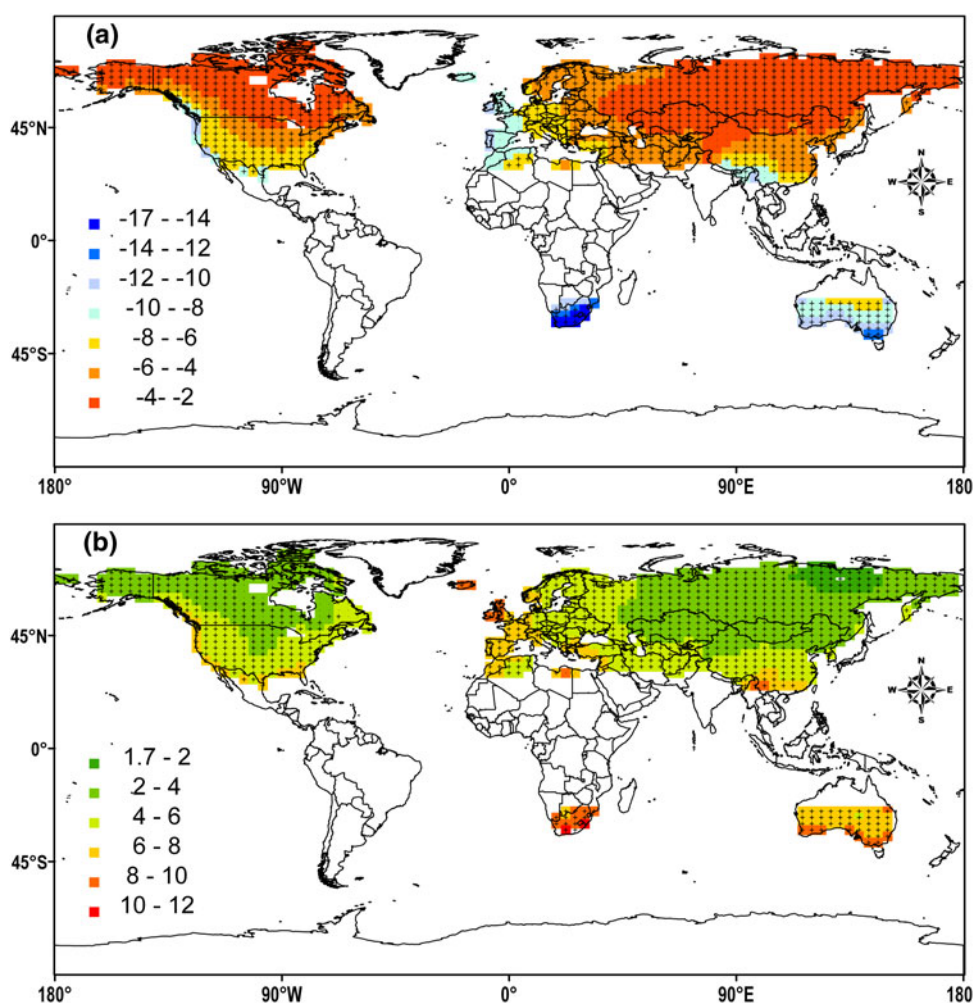 (a)
N
W E
S
45°N
0°
45°S
-17 - -14
-14 - -12
-12 - -10
-10 - -8
-8 - -6
-6 - -4
-4- -2
180° 90°W 0° 90°E 180
(b)
N
W E
S
45°N
0°
45°S
1.7 - 2
2 - 4
4 - 6
6 - 8
8 - 10
10 - 12
180° 90°W 0° 90°E 180